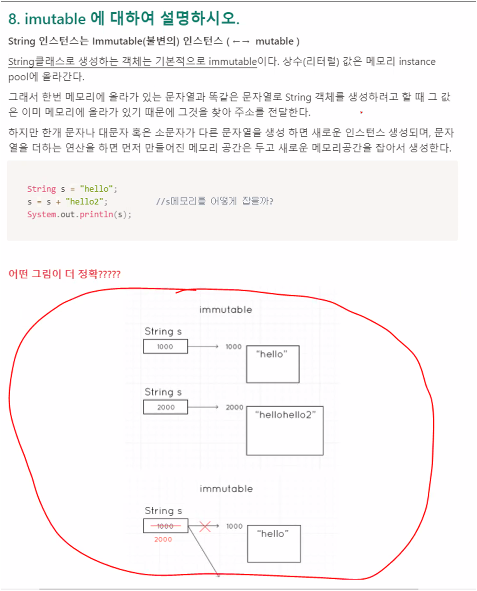 8. imutable 에 대하여 설명하시오.
String 인스턴스는 Immutable(불변의) 인스턴스 ( ←→ mutable )
String클래스로 생성하는 객체는 기본적으로 immutable이다. 상수(리터럴) 값은 메모리 instance
pool에 올라간다.
그래서 한번 메모리에 올라가 있는 문자열과 똑같은 문자열로 String 객체를 생성하려고 할 때 그 값
은 이미 메모리에 올라가 있기 때문에 그것을 찾아 주소를 전달한다.
하지만 한개 문자나 대문자 혹은 소문자가 다른 문자열을 생성 하면 새로운 인스턴스 생성되며, 문자
열을 더하는 연산을 하면 먼저 만들어진 메모리 공간은 두고 새로운 메모리공간을 잡아서 생성한다.
String s = "hello";
s = s + "hello2"; //s메모리를 어떻게 잡을까?
System.out.println(s);
어떤 그림이 더 정확?????
immutable
String s
1000 1000 "hello"
String s
2000 2000 "hellohello2"
immutable
String s
1000 1000 "hello"
2000